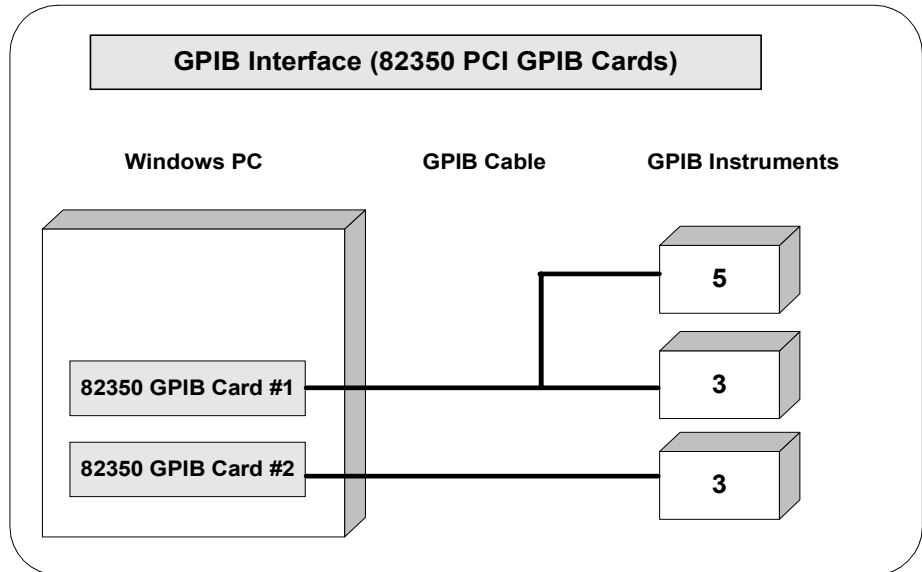 GPIB Interface (82350 PCI GPIB Cards)
Windows PC
GPIB Cable
GPIB Instruments
5
82350 GPIB Card #1
3
82350 GPIB Card #2
3